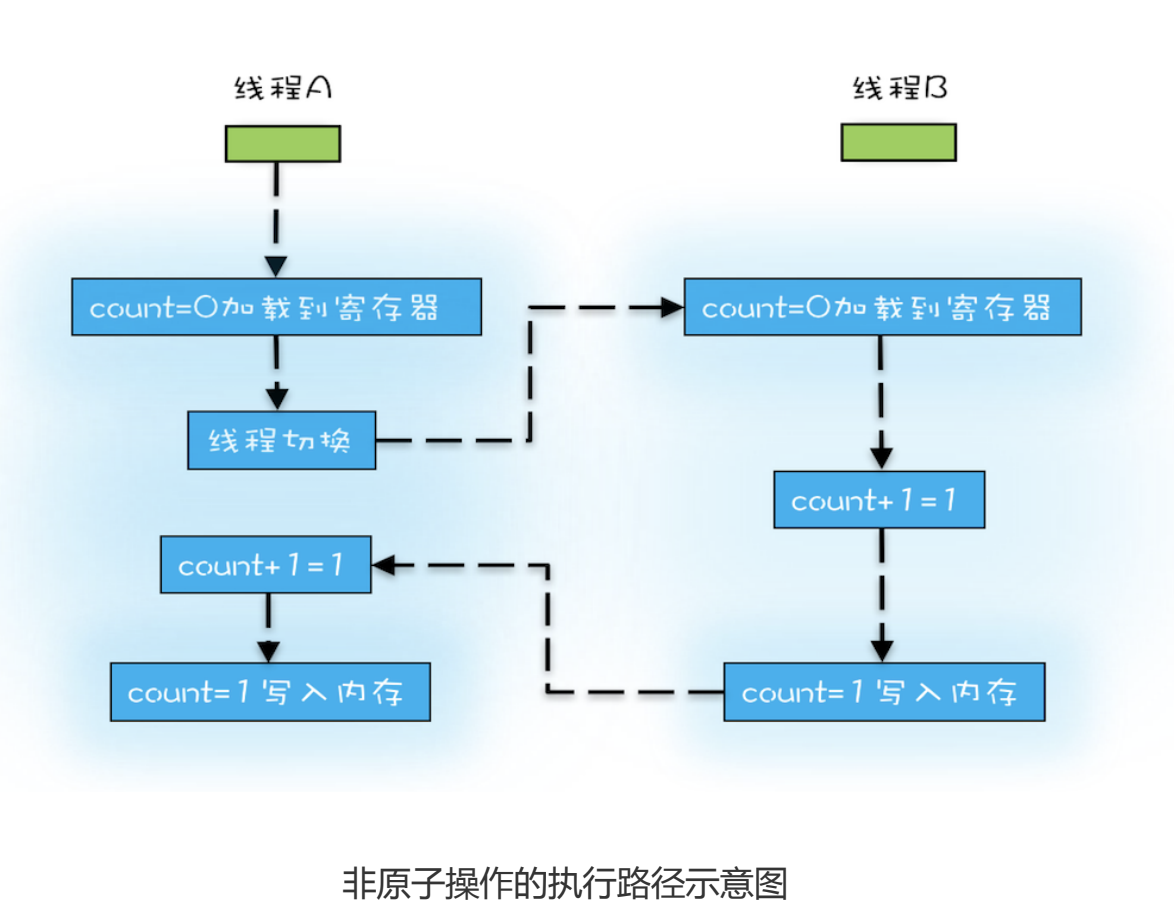 线程A
线程B
count=0加载到寄存器
count=0加载到寄存器
线程切换
count+1=1
count+1=1
count=1写入内存
count=1写入内存
非原子操作的执行路径示意图